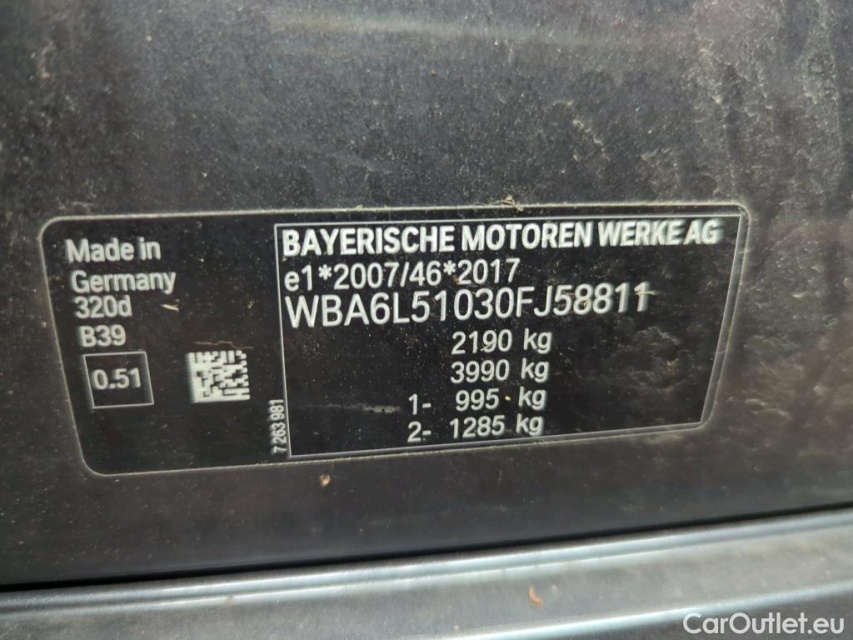 Made in
Germany
320d
B39
0.51
7 263 981
BAYERISCHE MOTOREN WERKE AG
e1*2007/46*2017
WBA6L51030FJ58811
2190 kg
3990 kg
1- 995 kg
2- 1285 kg
CarOutlet.eu